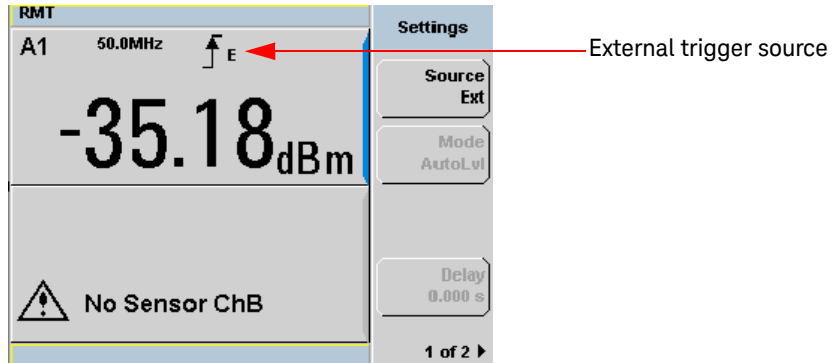 RMT
A1 50.0MHz E
-35.18dBm
No Sensor ChB
Settings
Source
Ext
Mode
AutoLvl
Delay
0.000 s
1 of 2
External trigger source